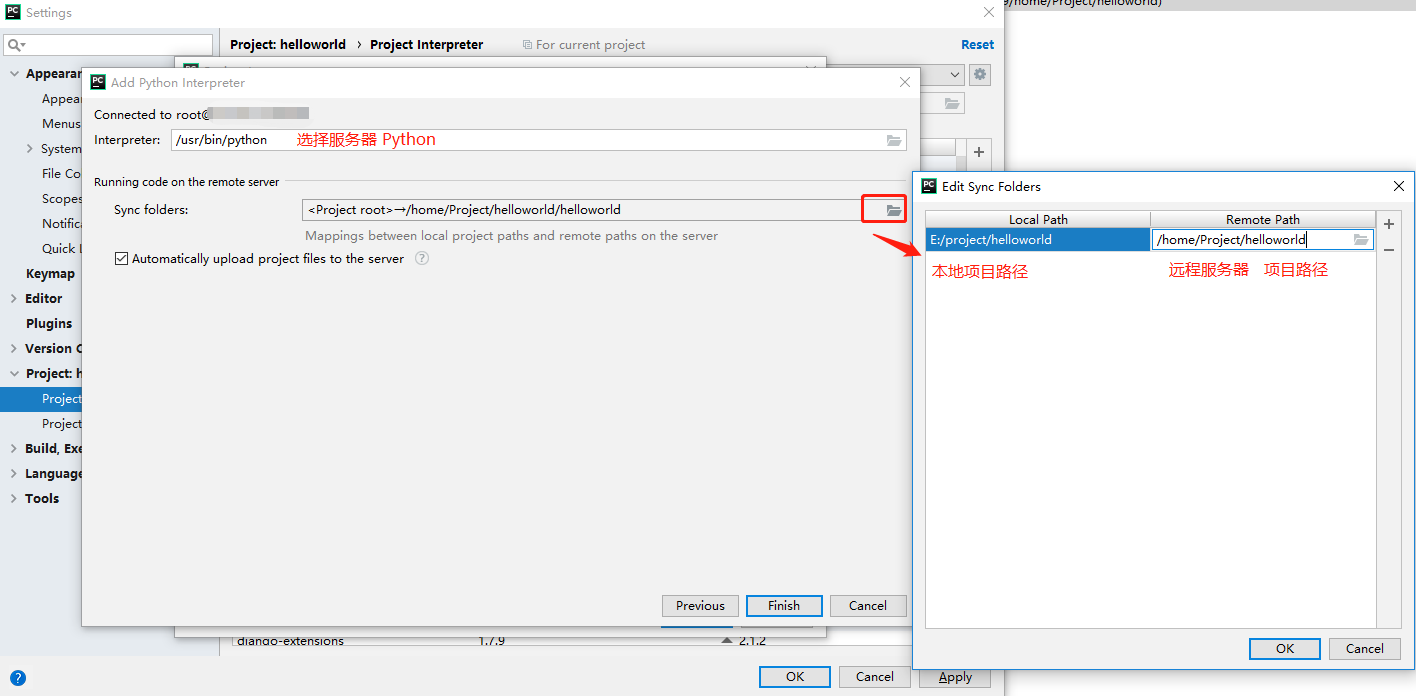 Settings
9/home/Project/helloworld)
Project: helloworld › Project Interpreter
For current project
Reset
Appearan
Appea
Menus
System
File Co
Scopes
Notific
Quick
Keymap
Editor
Plugins
Version C
Project: h
Project
Project
Build, Exe
Language
Tools
Add Python Interpreter
Connected to root@
Interpreter: /usr/bin/python 选择服务器 Python
Running code on the remote server
Sync folders: <Project root>→/home/Project/helloworld/helloworld
Mappings between local project paths and remote paths on the server
Automatically upload project files to the server ?
Previous Finish Cancel
django-extensions 1.7.9 2.1.2
? OK Cancel Apply
Edit Sync Folders
Local Path Remote Path
E:/project/helloworld /home/Project/helloworld
本地项目路径 远程服务器 项目路径
OK Cancel